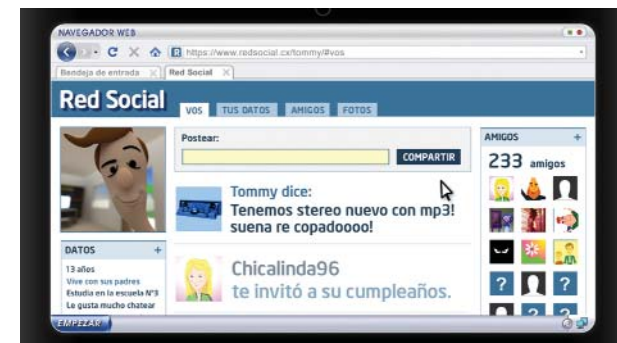 NAVEGADOR WEB
https://www.redsocial.cx/tommy/#vos
Bandeja de entrada
Red Social
Red Social
VOS
TUS DATOS
AMIGOS
FOTOS
Postear:
COMPARTIR
Tommy dice:
Tenemos stereo nuevo con mp3!
suena re copadoooo!
Chicalinda96
te invitó a su cumpleaños.
DATOS +
13 años
Vive con sus padres
Estudia en la escuela Nº3
Le gusta mucho chatear
AMIGOS +
233 amigos
? ?
? ?
EMPEZAR